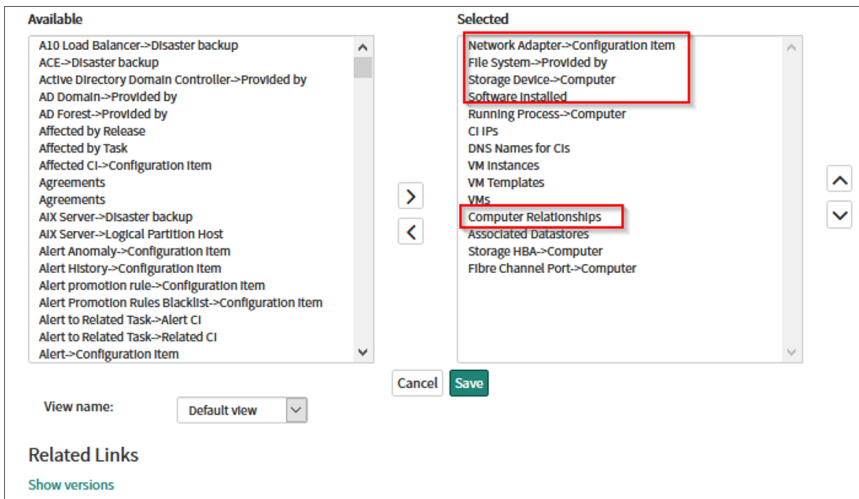 Available
A10 Load Balancer->Disaster backup
ACE->Disaster backup
Active Directory Domain Controller->Provided by
AD Domain->Provided by
AD Forest->Provided by
Affected by Release
Affected by Task
Affected CI->Configuration Item
Agreements
Agreements
AIX Server->Disaster backup
AIX Server->Logical Partition Host
Alert Anomaly->Configuration Item
Alert History->Configuration Item
Alert promotion rule->Configuration Item
Alert Promotion Rules Blacklist->Configuration Item
Alert to Related Task->Alert CI
Alert to Related Task->Related CI
Alert->Configuration Item
Selected
Network Adapter->Configuration Item
File System->Provided by
Storage Device->Computer
Software Installed
Running Process->Computer
CI IPs
DNS Names for CIs
VM Instances
VM Templates
VMs
Computer Relationships
Associated Datastores
Storage HBA->Computer
Fibre Channel Port->Computer
Cancel Save
View name: Default view
Related Links
Show versions